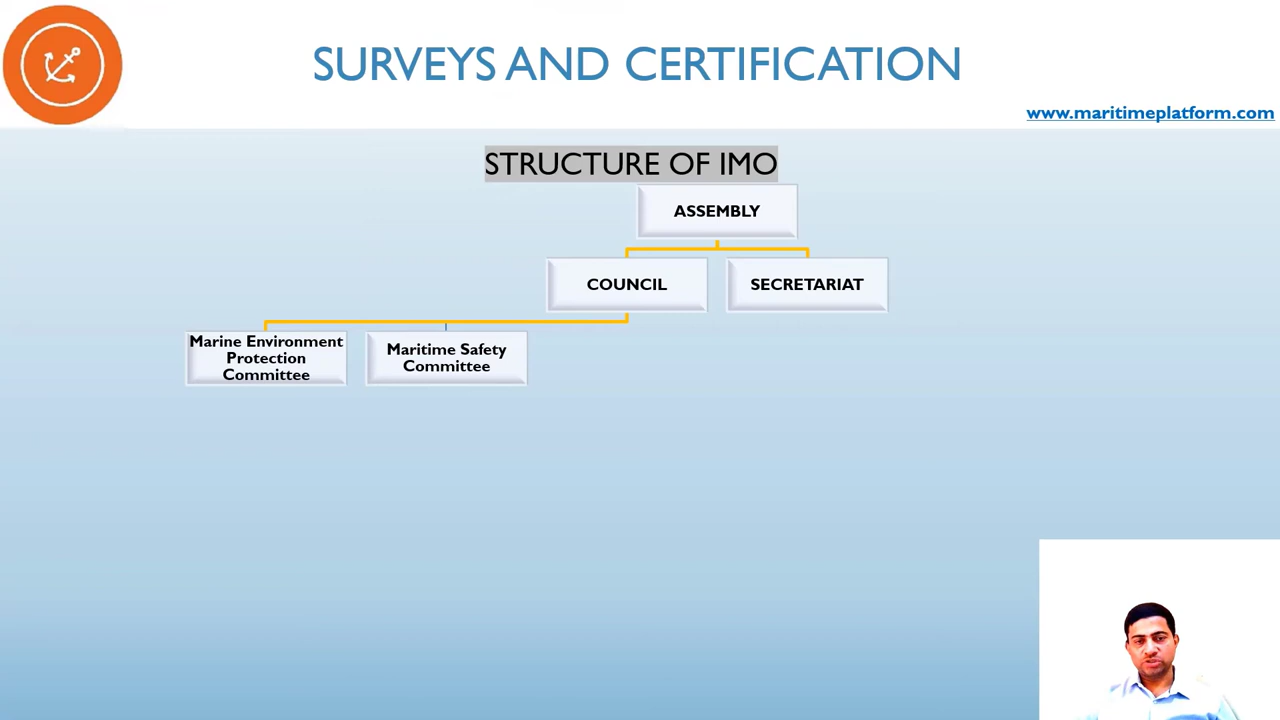 SURVEYS AND CERTIFICATION
www.maritimeplatform.com
STRUCTURE OF IMO
ASSEMBLY
COUNCIL
SECRETARIAT
Marine Environment
Protection
Committee
Maritime Safety
Committee